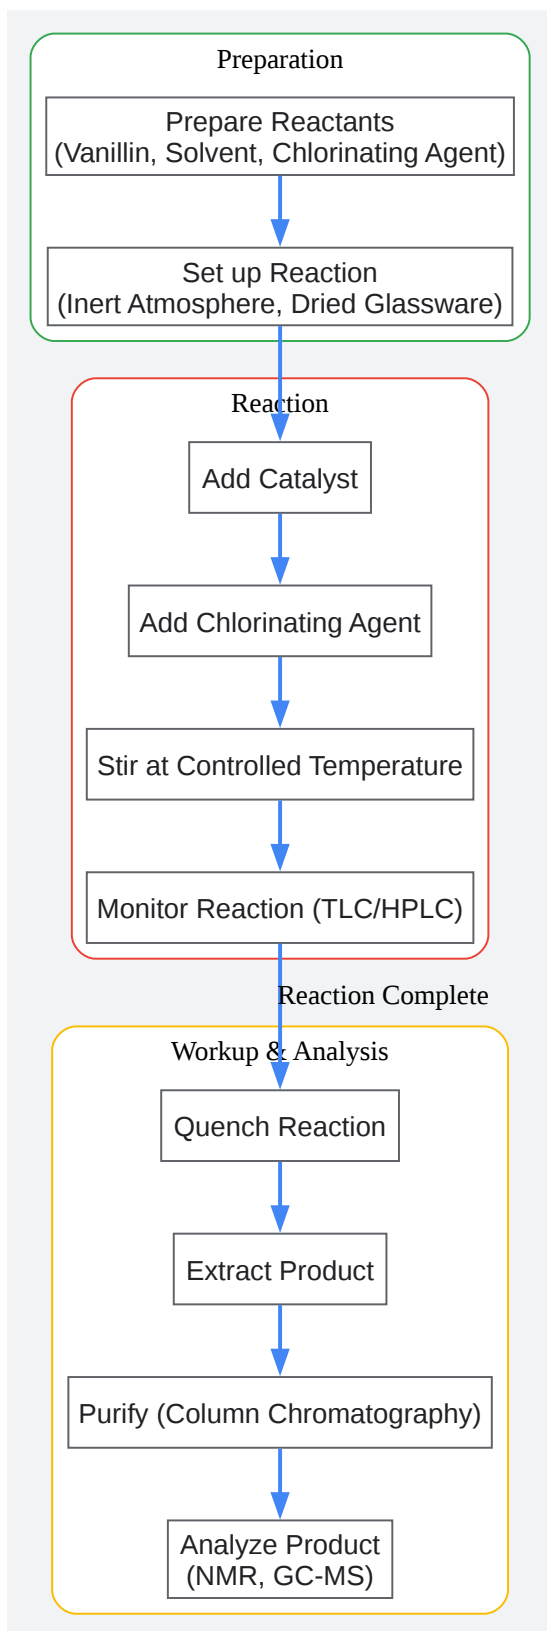 Preparation
Prepare Reactants
(Vanillin, Solvent, Chlorinating Agent)
Set up Reaction
(Inert Atmosphere, Dried Glassware)
Reaction
Add Catalyst
Add Chlorinating Agent
Stir at Controlled Temperature
Monitor Reaction (TLC/HPLC)
Reaction Complete
Workup & Analysis
Quench Reaction
Extract Product
Purify (Column Chromatography)
Analyze Product
(NMR, GC-MS)